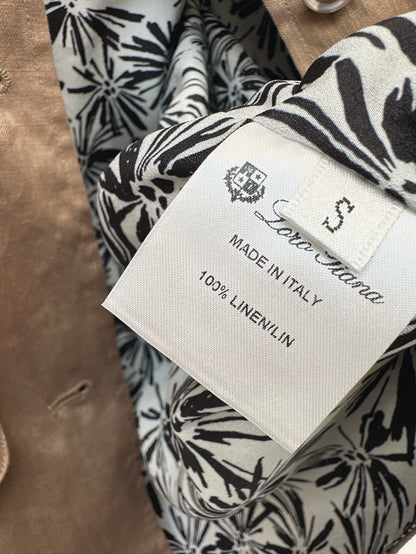 S
Loro Piana
MADE IN ITALY
100% LINEN/LIN